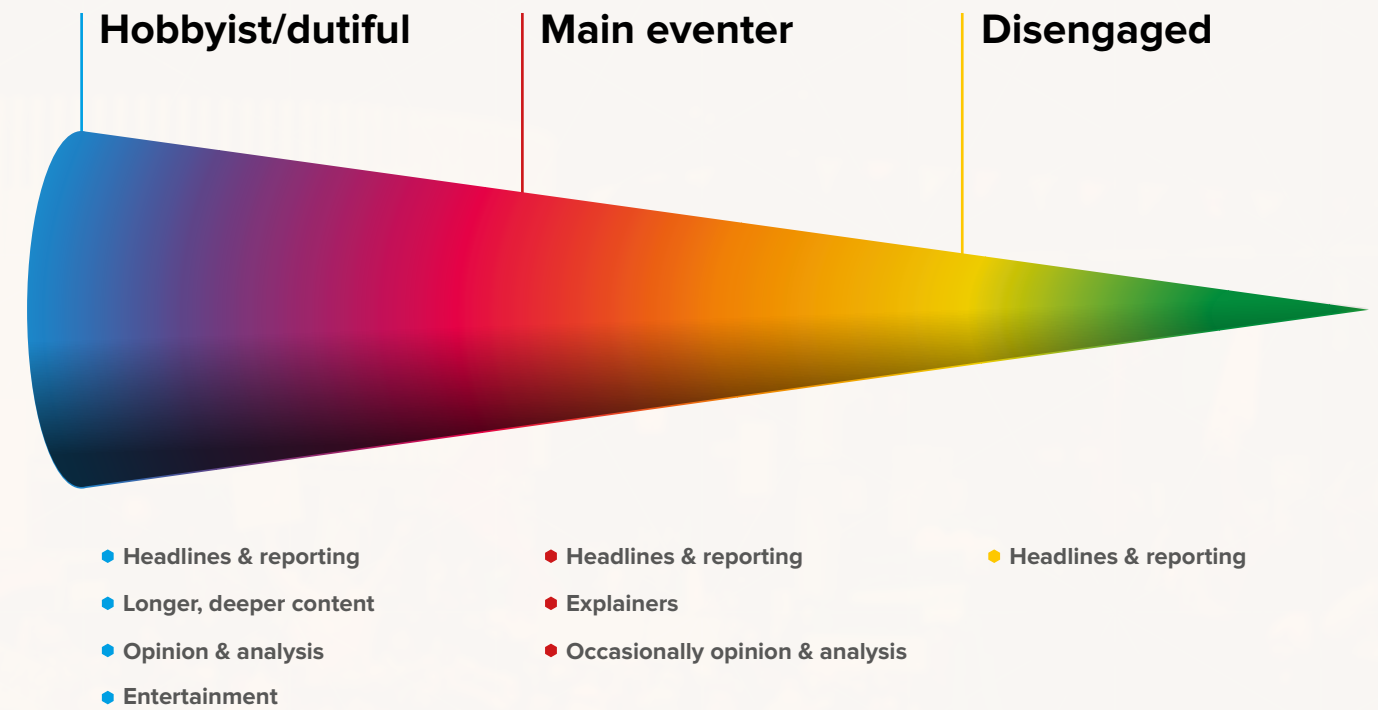 Hobbyist/dutiful
Main eventer
Disengaged
Headlines & reporting
Longer, deeper content
Opinion & analysis
Entertainment
Headlines & reporting
Explainers
Occasionally opinion & analysis
Headlines & reporting